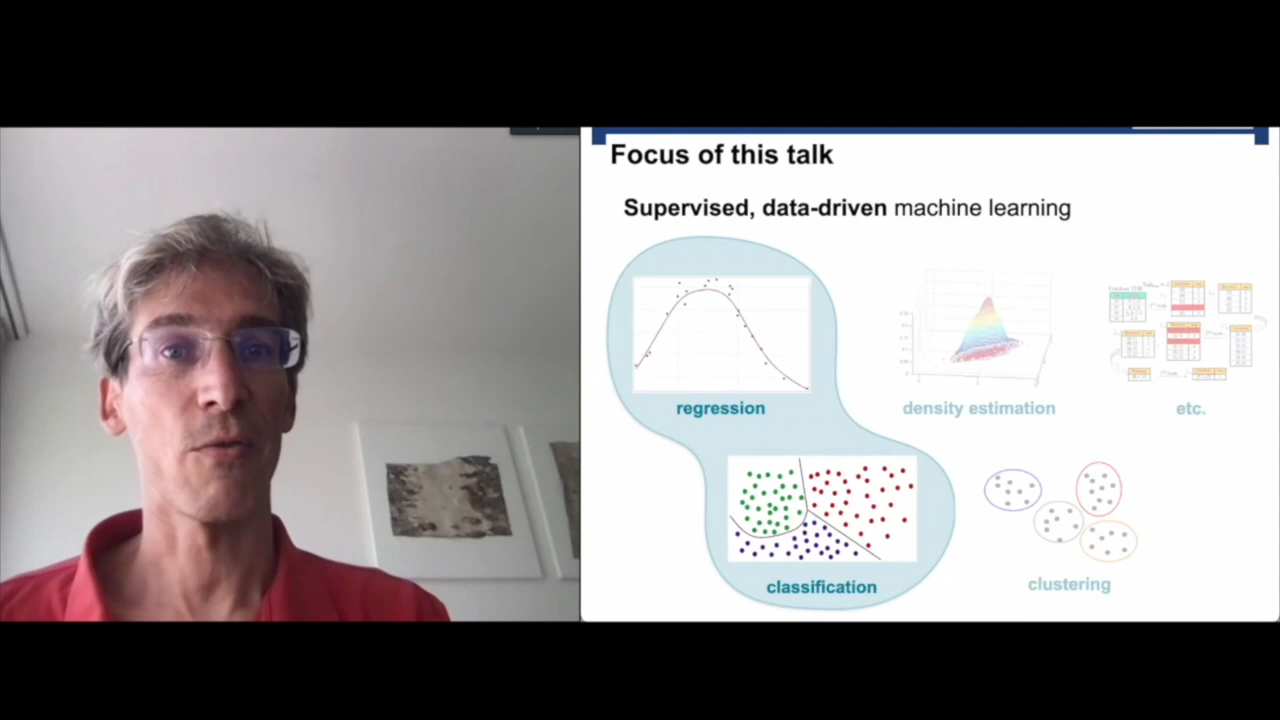 Focus of this talk
Supervised, data-driven machine learning
regression
density estimation
etc.
classification
clustering